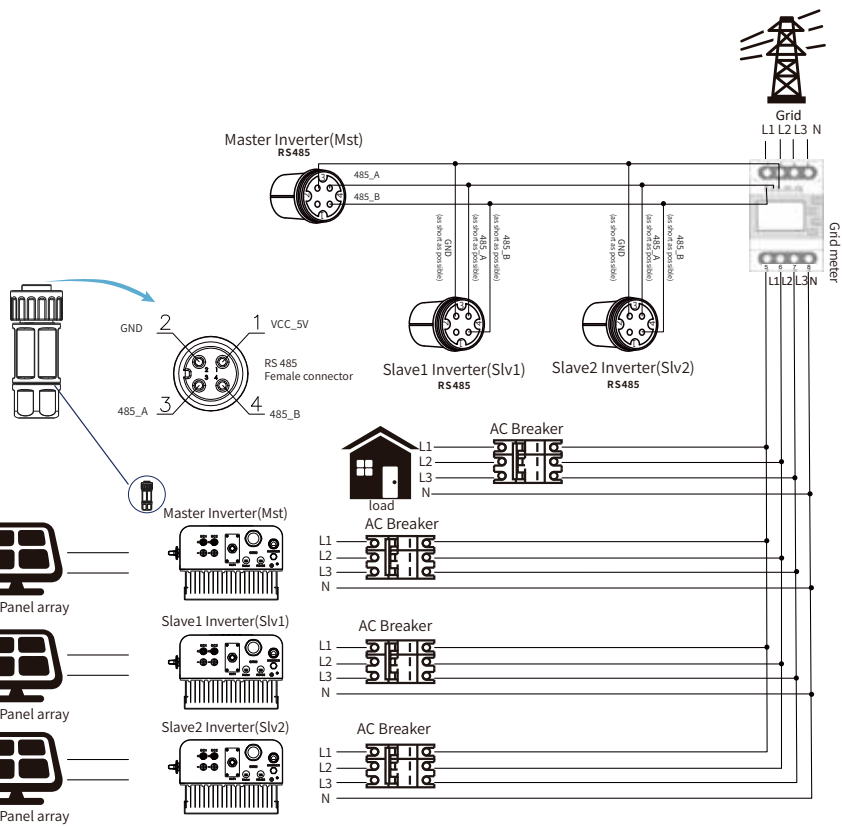 Grid
L1 L2 L3 N
Master Inverter(Mst)
RS485
485_A
485_B
GND
(as short as possible)
485_A
(as short as possible)
485_B
(as short as possible)
GND
(as short as possible)
485_A
(as short as possible)
485_B
(as short as possible)
Grid meter
5 6 7 8
L1 L2 L3 N
Slave1 Inverter(Slv1)
RS485
Slave2 Inverter(Slv2)
RS485
GND 2
1 VCC_5V
2 1
3 4
RS 485
Female connector
485_A 3
4 485_B
AC Breaker
L1
L2
L3
N
load
Master Inverter(Mst)
AC Breaker
L1
L2
L3
N
Panel array
Slave1 Inverter(Slv1)
AC Breaker
L1
L2
L3
N
Panel array
Slave2 Inverter(Slv2)
AC Breaker
L1
L2
L3
N
Panel array